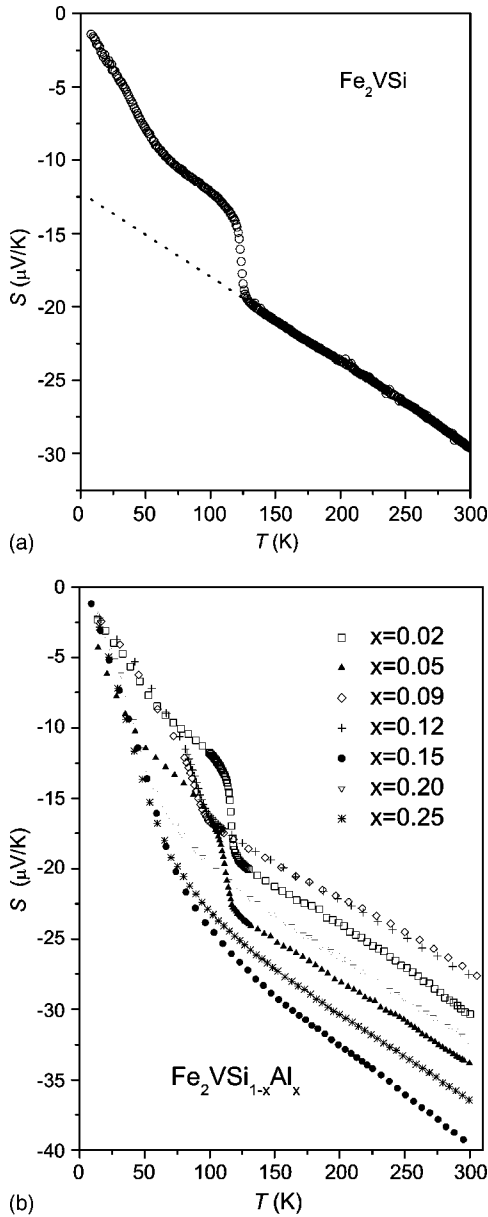 0
-5
-10
-15
-20
-25
-30
S (μV/K)
Fe₂VSi
0 50 100 150 200 250 300
T (K)
(a)
0
-5
-10
-15
-20
-25
-30
-35
-40
S (μV/K)
x=0.02
x=0.05
x=0.09
x=0.12
x=0.15
x=0.20
x=0.25
Fe₂VSi₁₋ₓAlₓ
0 50 100 150 200 250 300
T (K)
(b)